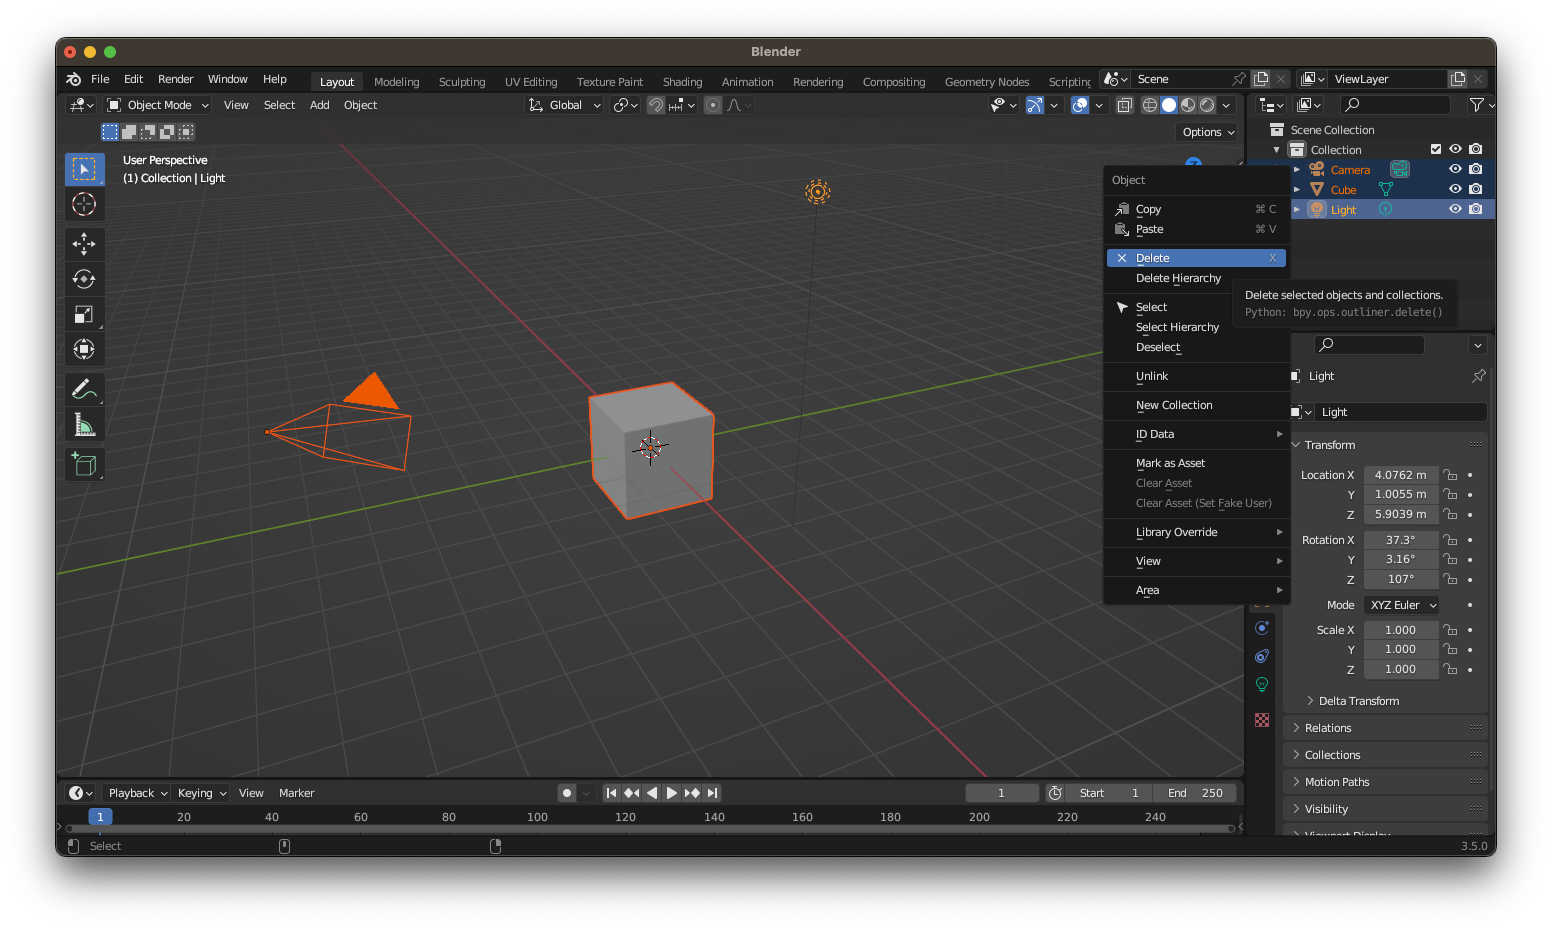 Blender
File Edit Render Window Help Layout Modeling Sculpting UV Editing Texture Paint Shading Animation Rendering Compositing Geometry Nodes Scripting Scene ViewLayer
Object Mode View Select Add Object Global
Options
User Perspective
(1) Collection | Light
Scene Collection
Collection
Camera
Cube
Light
Object
Copy ⌘ C
Paste ⌘ V
Delete X
Delete Hierarchy
Select
Select Hierarchy
Deselect
Unlink
New Collection
ID Data
Mark as Asset
Clear Asset
Clear Asset (Set Fake User)
Library Override
View
Area
Delete selected objects and collections.
Python: bpy.ops.outliner.delete()
Light
Light
Transform
Location X 4.0762 m
Y 1.0055 m
Z 5.9039 m
Rotation X 37.3°
Y 3.16°
Z 107°
Mode XYZ Euler
Scale X 1.000
Y 1.000
Z 1.000
Delta Transform
Relations
Collections
Motion Paths
Visibility
Viewport Display
Playback Keying View Marker 1 Start 1 End 250
1 20 40 60 80 100 120 140 160 180 200 220 240
Select 3.5.0